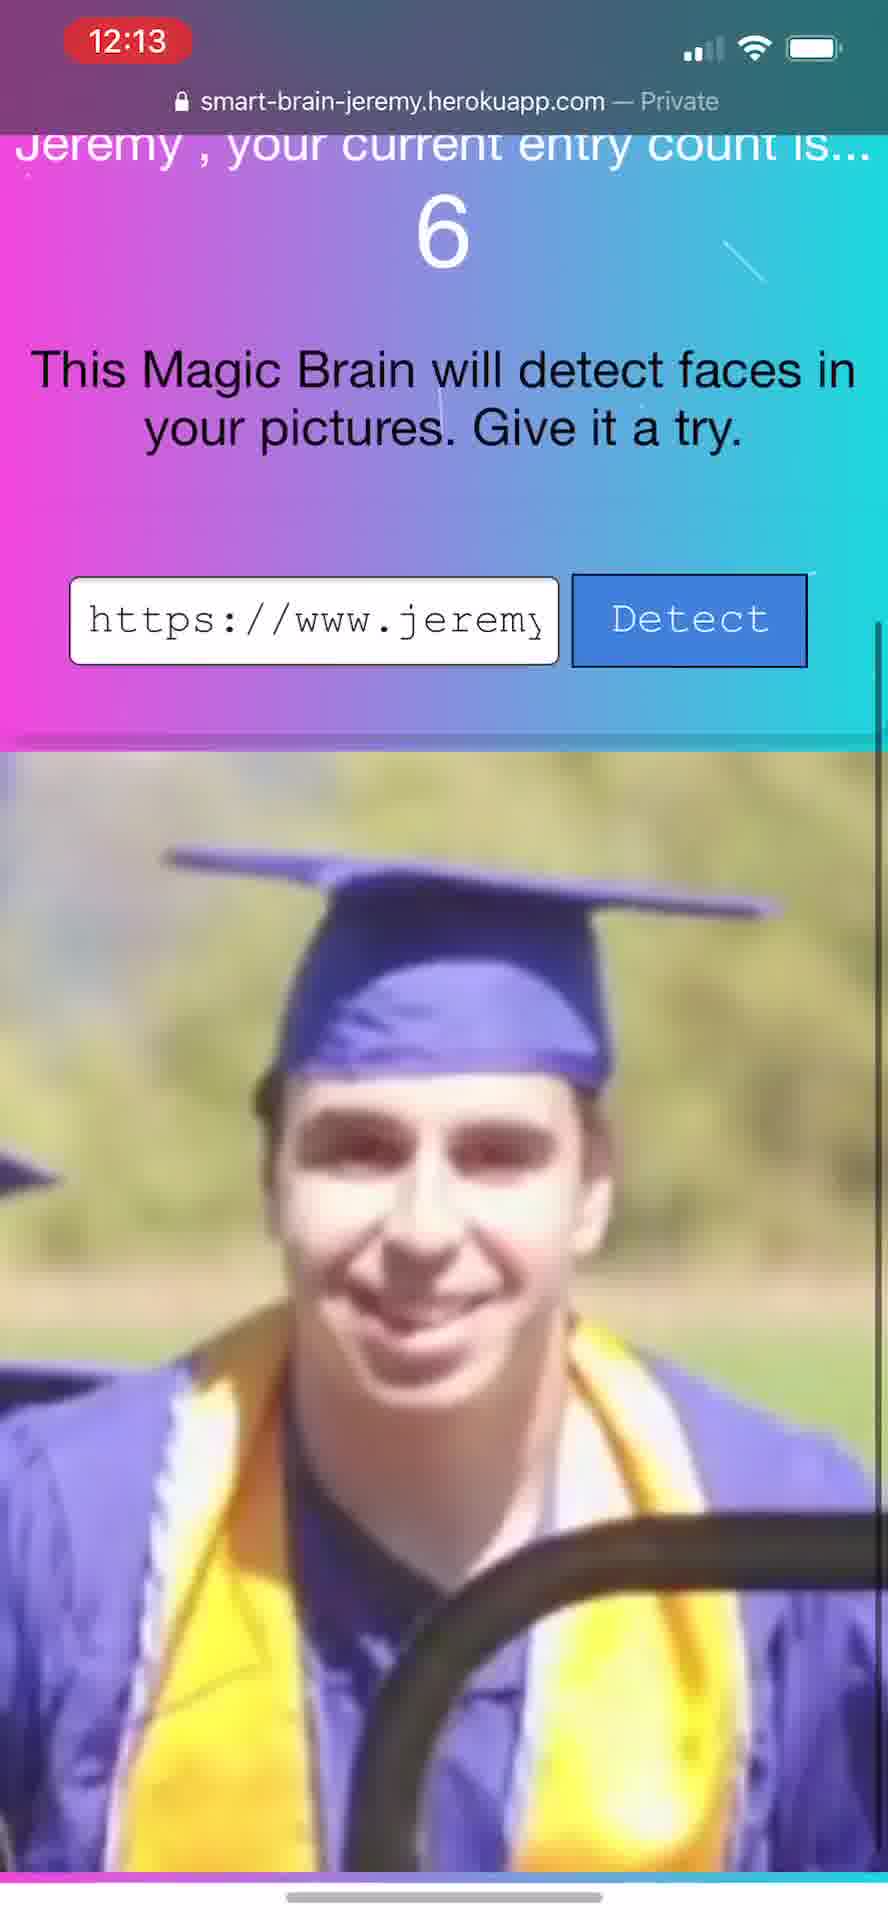 12:13
smart-brain-jeremy.herokuapp.com — Private
Jeremy , your current entry count is...
6
This Magic Brain will detect faces in
your pictures. Give it a try.
https://www.jeremy
Detect